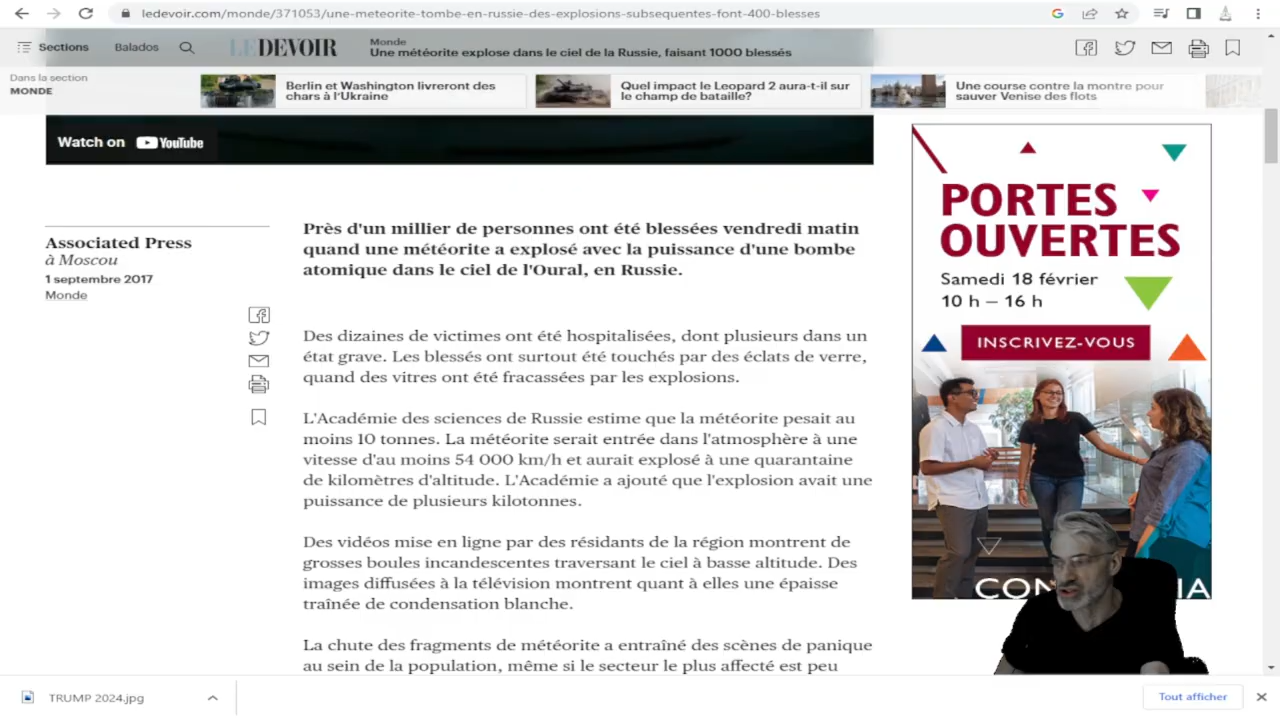 ledevoir.com/monde/371053/une-meteorite-tombe-en-russie-des-explosions-subsequentes-font-400-blesses
Sections
Balados
LE DEVOIR
Monde
Une météorite explose dans le ciel de la Russie, faisant 1000 blessés
Dans la section
MONDE
Berlin et Washington livreront des
chars à l'Ukraine
Quel impact le Leopard 2 aura-t-il sur
le champ de bataille?
Une course contre la montre pour
sauver Venise des flots
Watch on YouTube
Associated Press
à Moscou
1 septembre 2017
Monde
Près d'un millier de personnes ont été blessées vendredi matin
quand une météorite a explosé avec la puissance d'une bombe
atomique dans le ciel de l'Oural, en Russie.
Des dizaines de victimes ont été hospitalisées, dont plusieurs dans un
état grave. Les blessés ont surtout été touchés par des éclats de verre,
quand des vitres ont été fracassées par les explosions.
L'Académie des sciences de Russie estime que la météorite pesait au
moins 10 tonnes. La météorite serait entrée dans l'atmosphère à une
vitesse d'au moins 54 000 km/h et aurait explosé à une quarantaine
de kilomètres d'altitude. L'Académie a ajouté que l'explosion avait une
puissance de plusieurs kilotonnes.
Des vidéos mise en ligne par des résidants de la région montrent de
grosses boules incandescentes traversant le ciel à basse altitude. Des
images diffusées à la télévision montrent quant à elles une épaisse
traînée de condensation blanche.
La chute des fragments de météorite a entraîné des scènes de panique
au sein de la population, même si le secteur le plus affecté est peu
PORTES
OUVERTES
Samedi 18 février
10 h – 16 h
INSCRIVEZ-VOUS
TRUMP 2024.jpg
Tout afficher